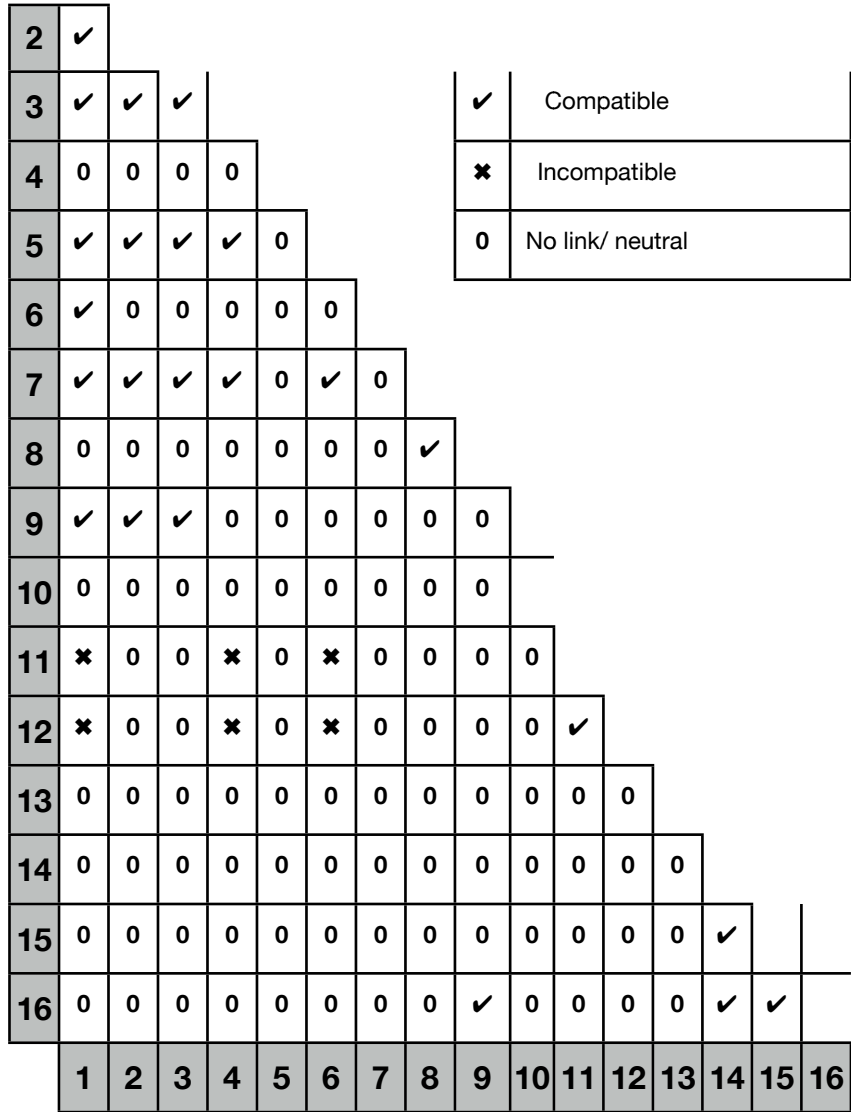 2 ✔
3 ✔ ✔ ✔ ✔ Compatible
4 0 0 0 0 ✖ Incompatible
5 ✔ ✔ ✔ ✔ 0 0 No link/ neutral
6 ✔ 0 0 0 0 0
7 ✔ ✔ ✔ ✔ 0 ✔ 0
8 0 0 0 0 0 0 0 ✔
9 ✔ ✔ ✔ 0 0 0 0 0 0
10 0 0 0 0 0 0 0 0 0
11 ✖ 0 0 ✖ 0 ✖ 0 0 0 0
12 ✖ 0 0 ✖ 0 ✖ 0 0 0 0 ✔
13 0 0 0 0 0 0 0 0 0 0 0 0
14 0 0 0 0 0 0 0 0 0 0 0 0 0
15 0 0 0 0 0 0 0 0 0 0 0 0 0 ✔
16 0 0 0 0 0 0 0 0 ✔ 0 0 0 0 ✔ ✔
1 2 3 4 5 6 7 8 9 10 11 12 13 14 15 16